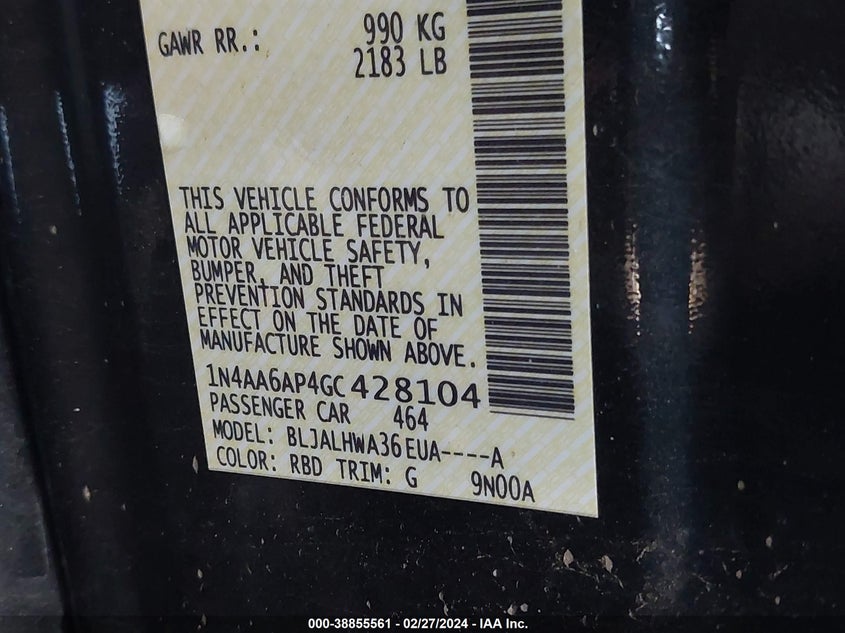 GAWR RR.: 990 KG
2183 LB
THIS VEHICLE CONFORMS TO
ALL APPLICABLE FEDERAL
MOTOR VEHICLE SAFETY,
BUMPER, AND THEFT
PREVENTION STANDARDS IN
EFFECT ON THE DATE OF
MANUFACTURE SHOWN ABOVE.
1N4AA6AP4GC428104
PASSENGER CAR 464
MODEL: BLJALHWA36EUA----A
COLOR: RBD TRIM: G 9N00A
000-38855561 - 02/27/2024 - IAA Inc.